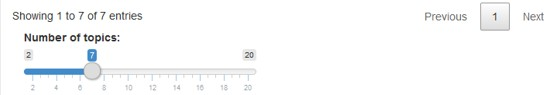 Showing 1 to 7 of 7 entries Previous 1 Next
Number of topics:
2 7 20
2 4 6 8 10 12 14 16 18 20